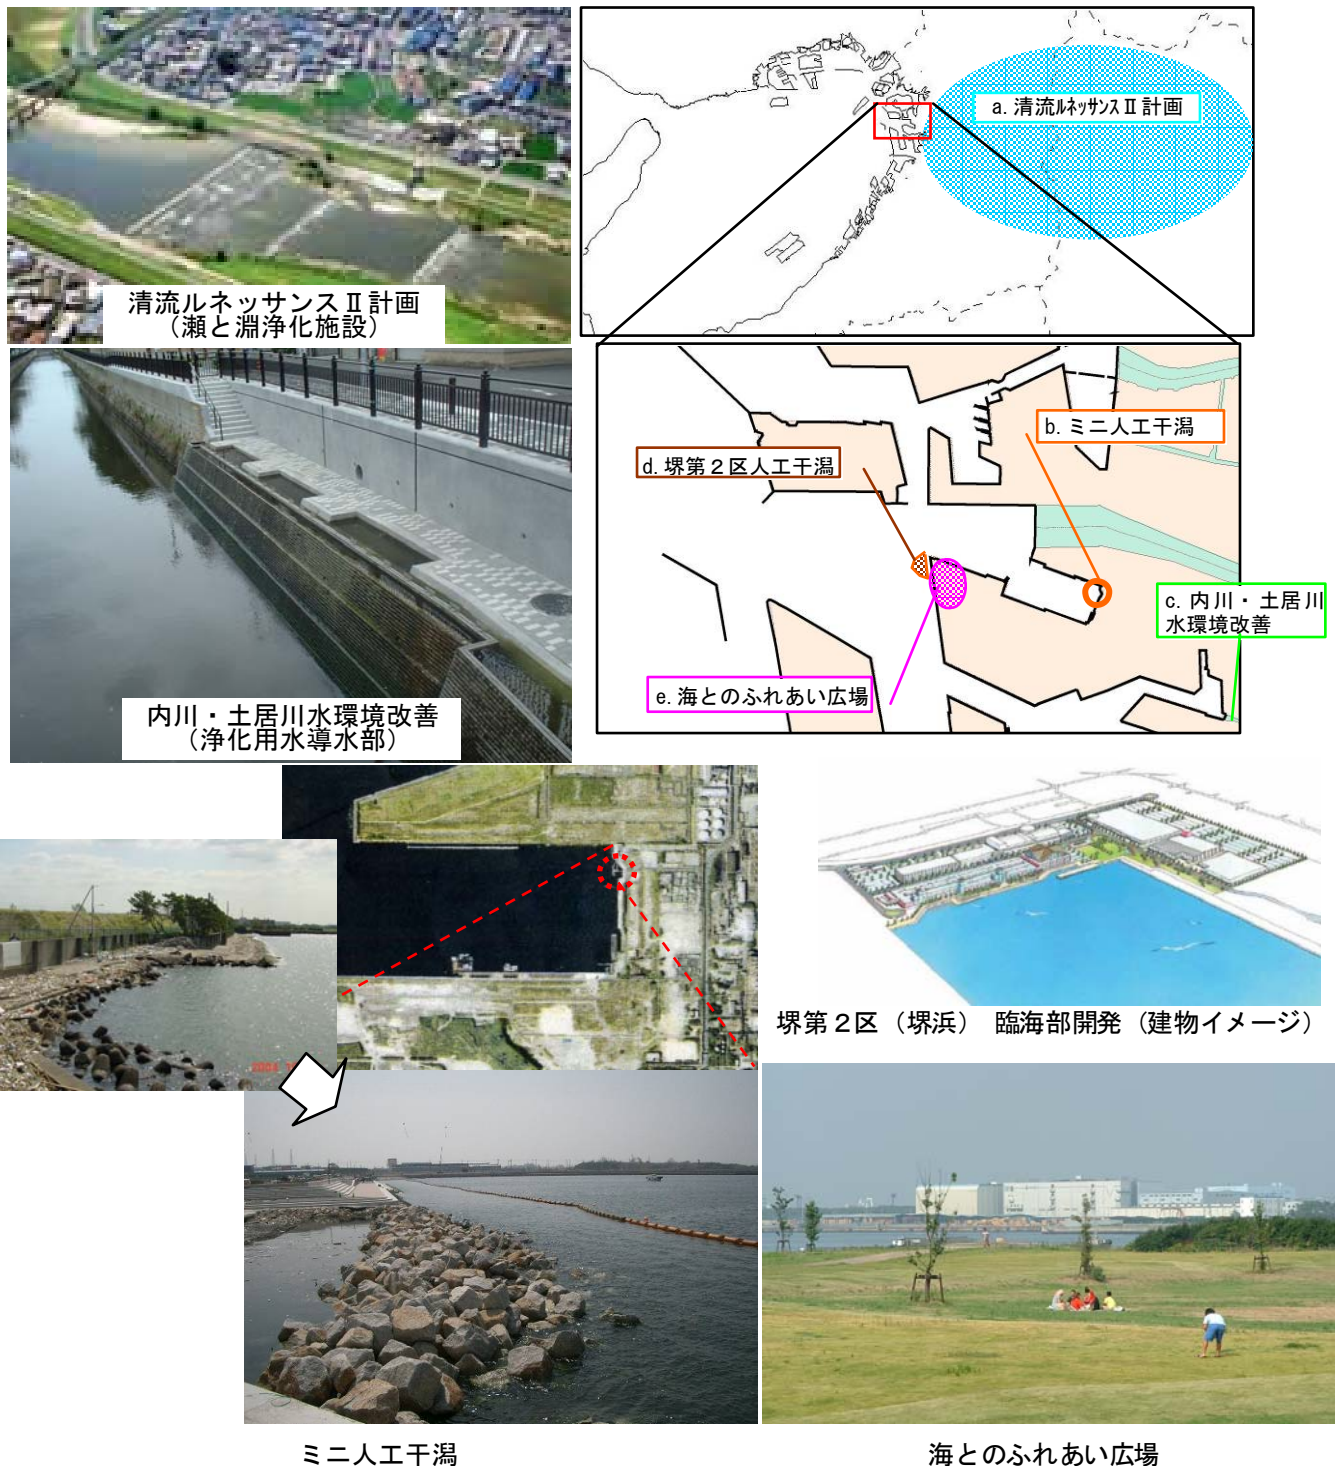 清流ルネッサンスⅡ計画
（瀬と淵浄化施設）
a. 清流ﾙﾈｯｻﾝｽⅡ計画
b. ミニ人工干潟
d. 堺第２区人工干潟
c. 内川・土居川
水環境改善
e. 海とのふれあい広場
内川・土居川水環境改善
（浄化用水導水部）
堺第２区（堺浜） 臨海部開発（建物イメージ）
ミニ人工干潟
海とのふれあい広場